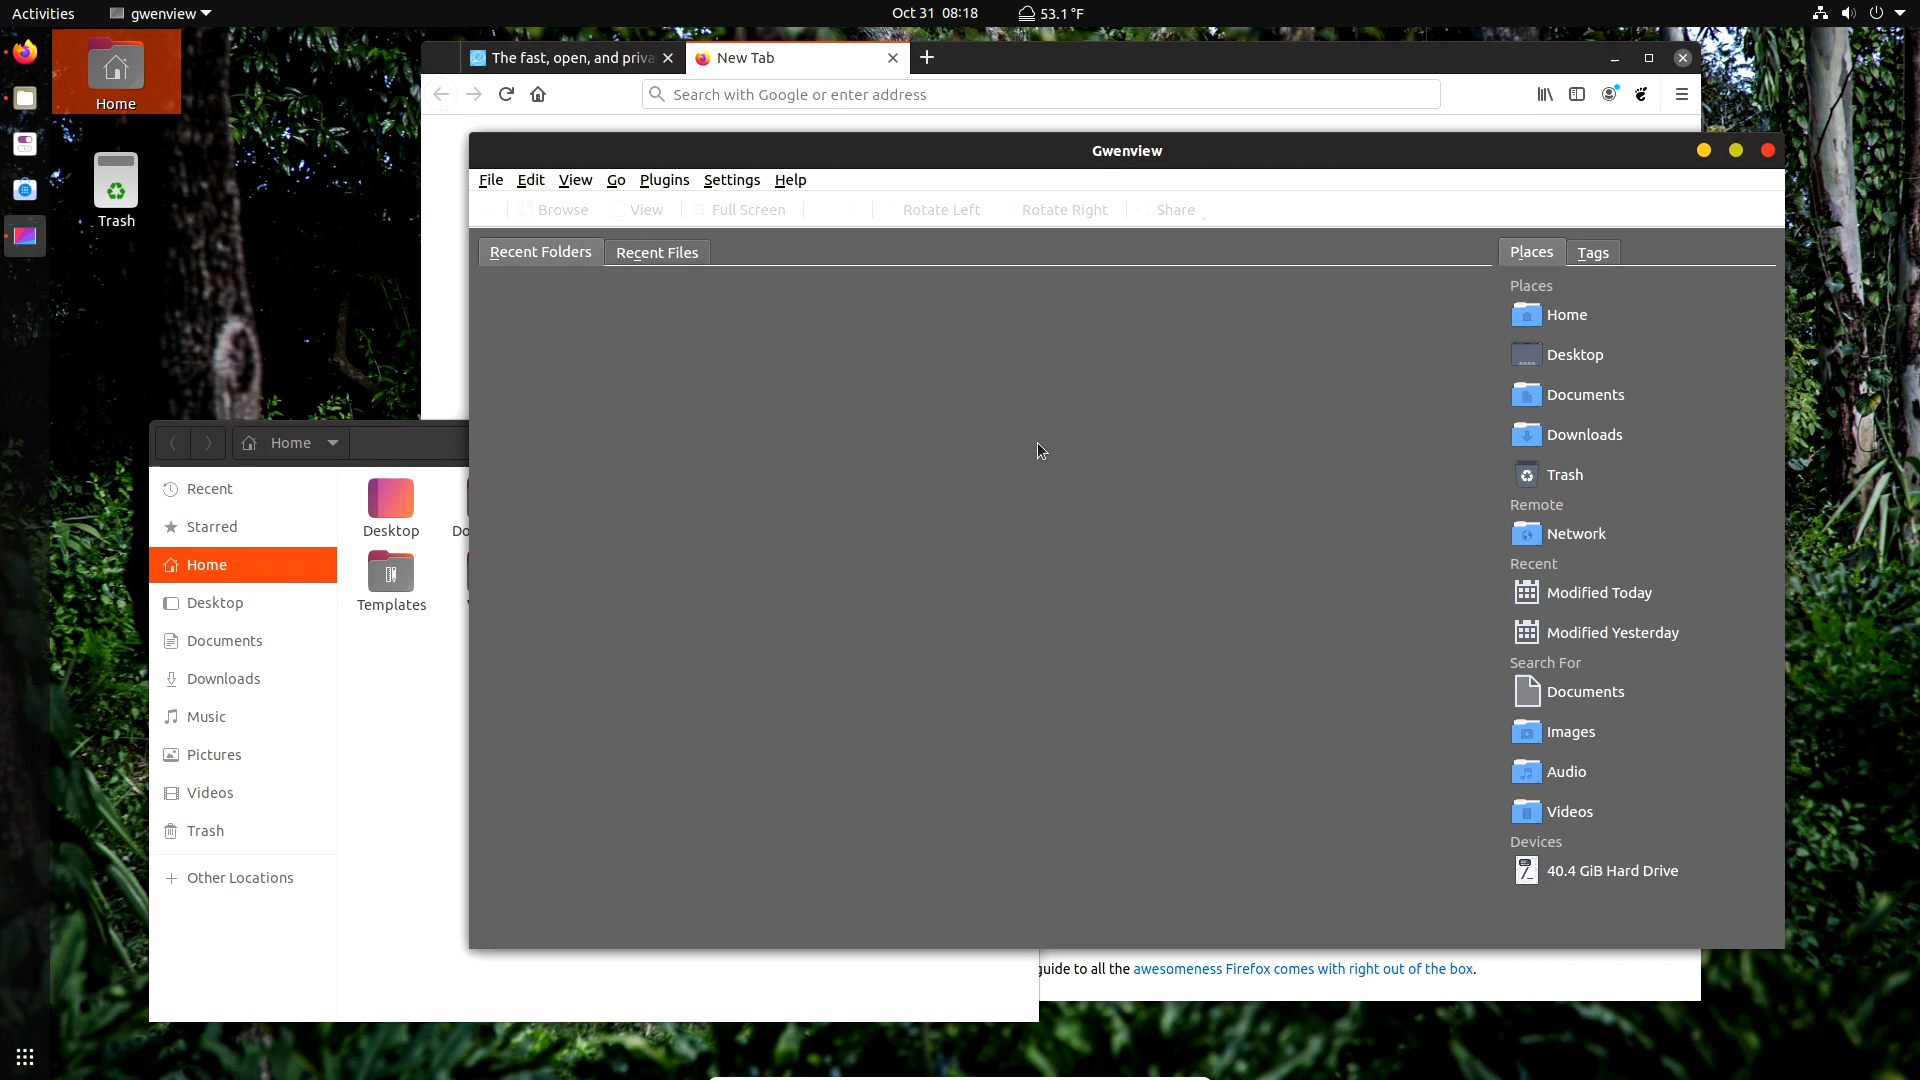 Activities
gwenview
Oct 31 08:18
53.1 °F
Home
Trash
The fast, open, and priva
New Tab
Search with Google or enter address
Gwenview
File Edit View Go Plugins Settings Help
Browse View Full Screen Rotate Left Rotate Right Share
Recent Folders Recent Files
Places Tags
Places
Home
Desktop
Documents
Downloads
Trash
Remote
Network
Recent
Modified Today
Modified Yesterday
Search For
Documents
Images
Audio
Videos
Devices
40.4 GiB Hard Drive
Home
Recent
Starred
Home
Desktop
Documents
Downloads
Music
Pictures
Videos
Trash
Other Locations
Desktop
Do
Templates
guide to all the awesomeness Firefox comes with right out of the box.